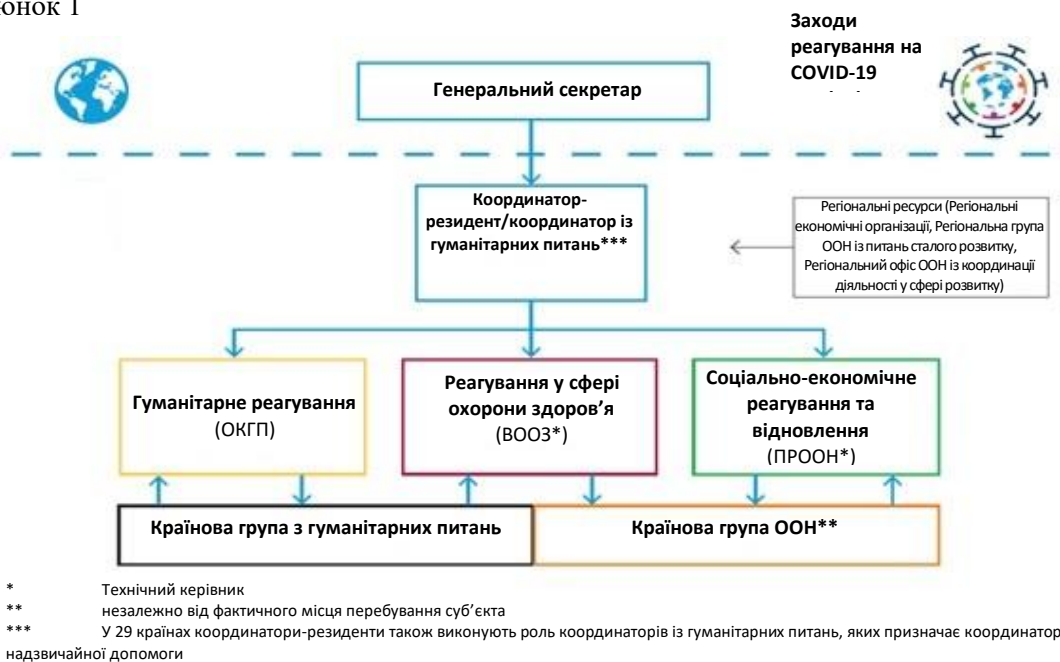 юнок 1
Заходи
реагування на
COVID-19
Генеральний секретар
Координатор-
резидент/координатор із
гуманітарних питань***
Регіональні ресурси (Регіональні
економічні організації, Регіональна група
ООН із питань сталого розвитку,
Регіональний офіс ООН із координації
діяльності у сфері розвитку)
Гуманітарне реагування
(ОКГП)
Реагування у сфері
охорони здоров’я
(ВООЗ*)
Соціально-економічне
реагування та
відновлення
(ПРООН*)
Країнова група з гуманітарних питань
Країнова група ООН**
* Технічний керівник
** незалежно від фактичного місця перебування суб’єкта
*** У 29 країнах координатори-резиденти також виконують роль координаторів із гуманітарних питань, яких призначає координатор
надзвичайної допомоги